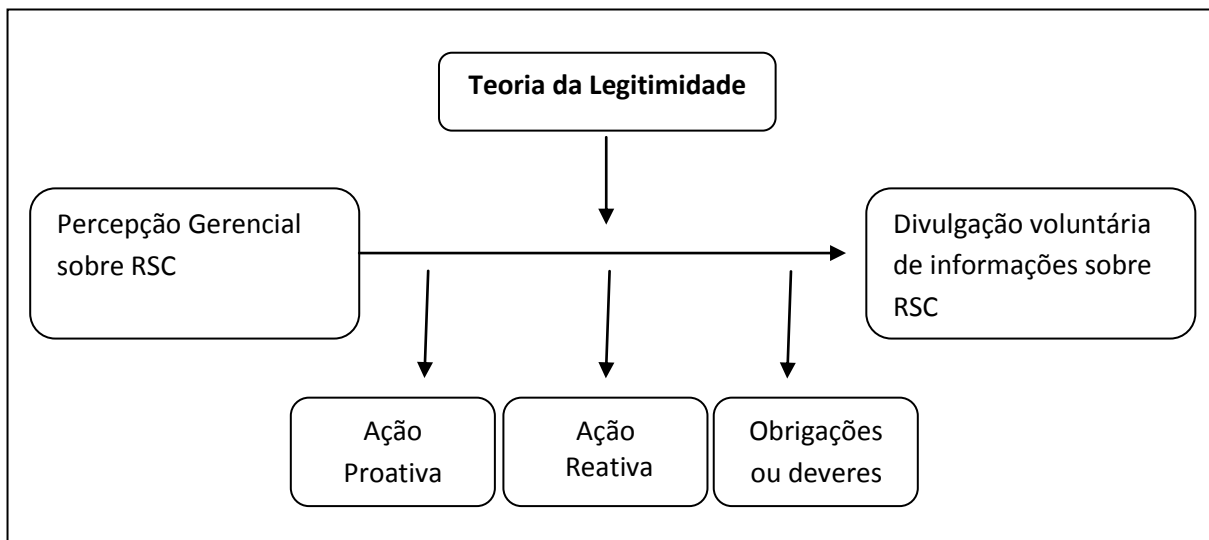 Teoria da Legitimidade
Percepção Gerencial
sobre RSC
Divulgação voluntária
de informações sobre
RSC
Ação
Proativa
Ação
Reativa
Obrigações
ou deveres